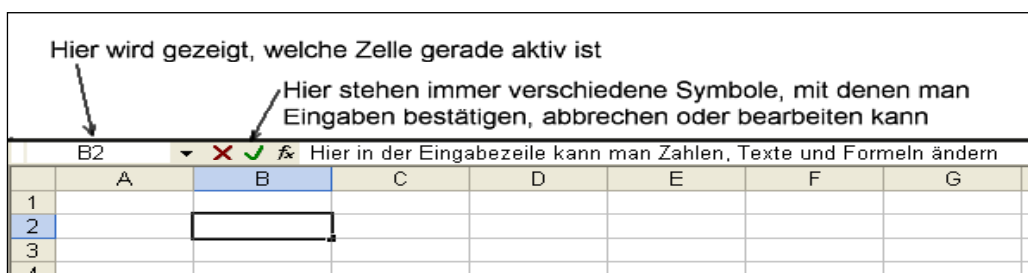 Hier wird gezeigt, welche Zelle gerade aktiv ist
Hier stehen immer verschiedene Symbole, mit denen man
Eingaben bestätigen, abbrechen oder bearbeiten kann
B2 fx Hier in der Eingabezeile kann man Zahlen, Texte und Formeln ändern
A B C D E F G
1
2
3